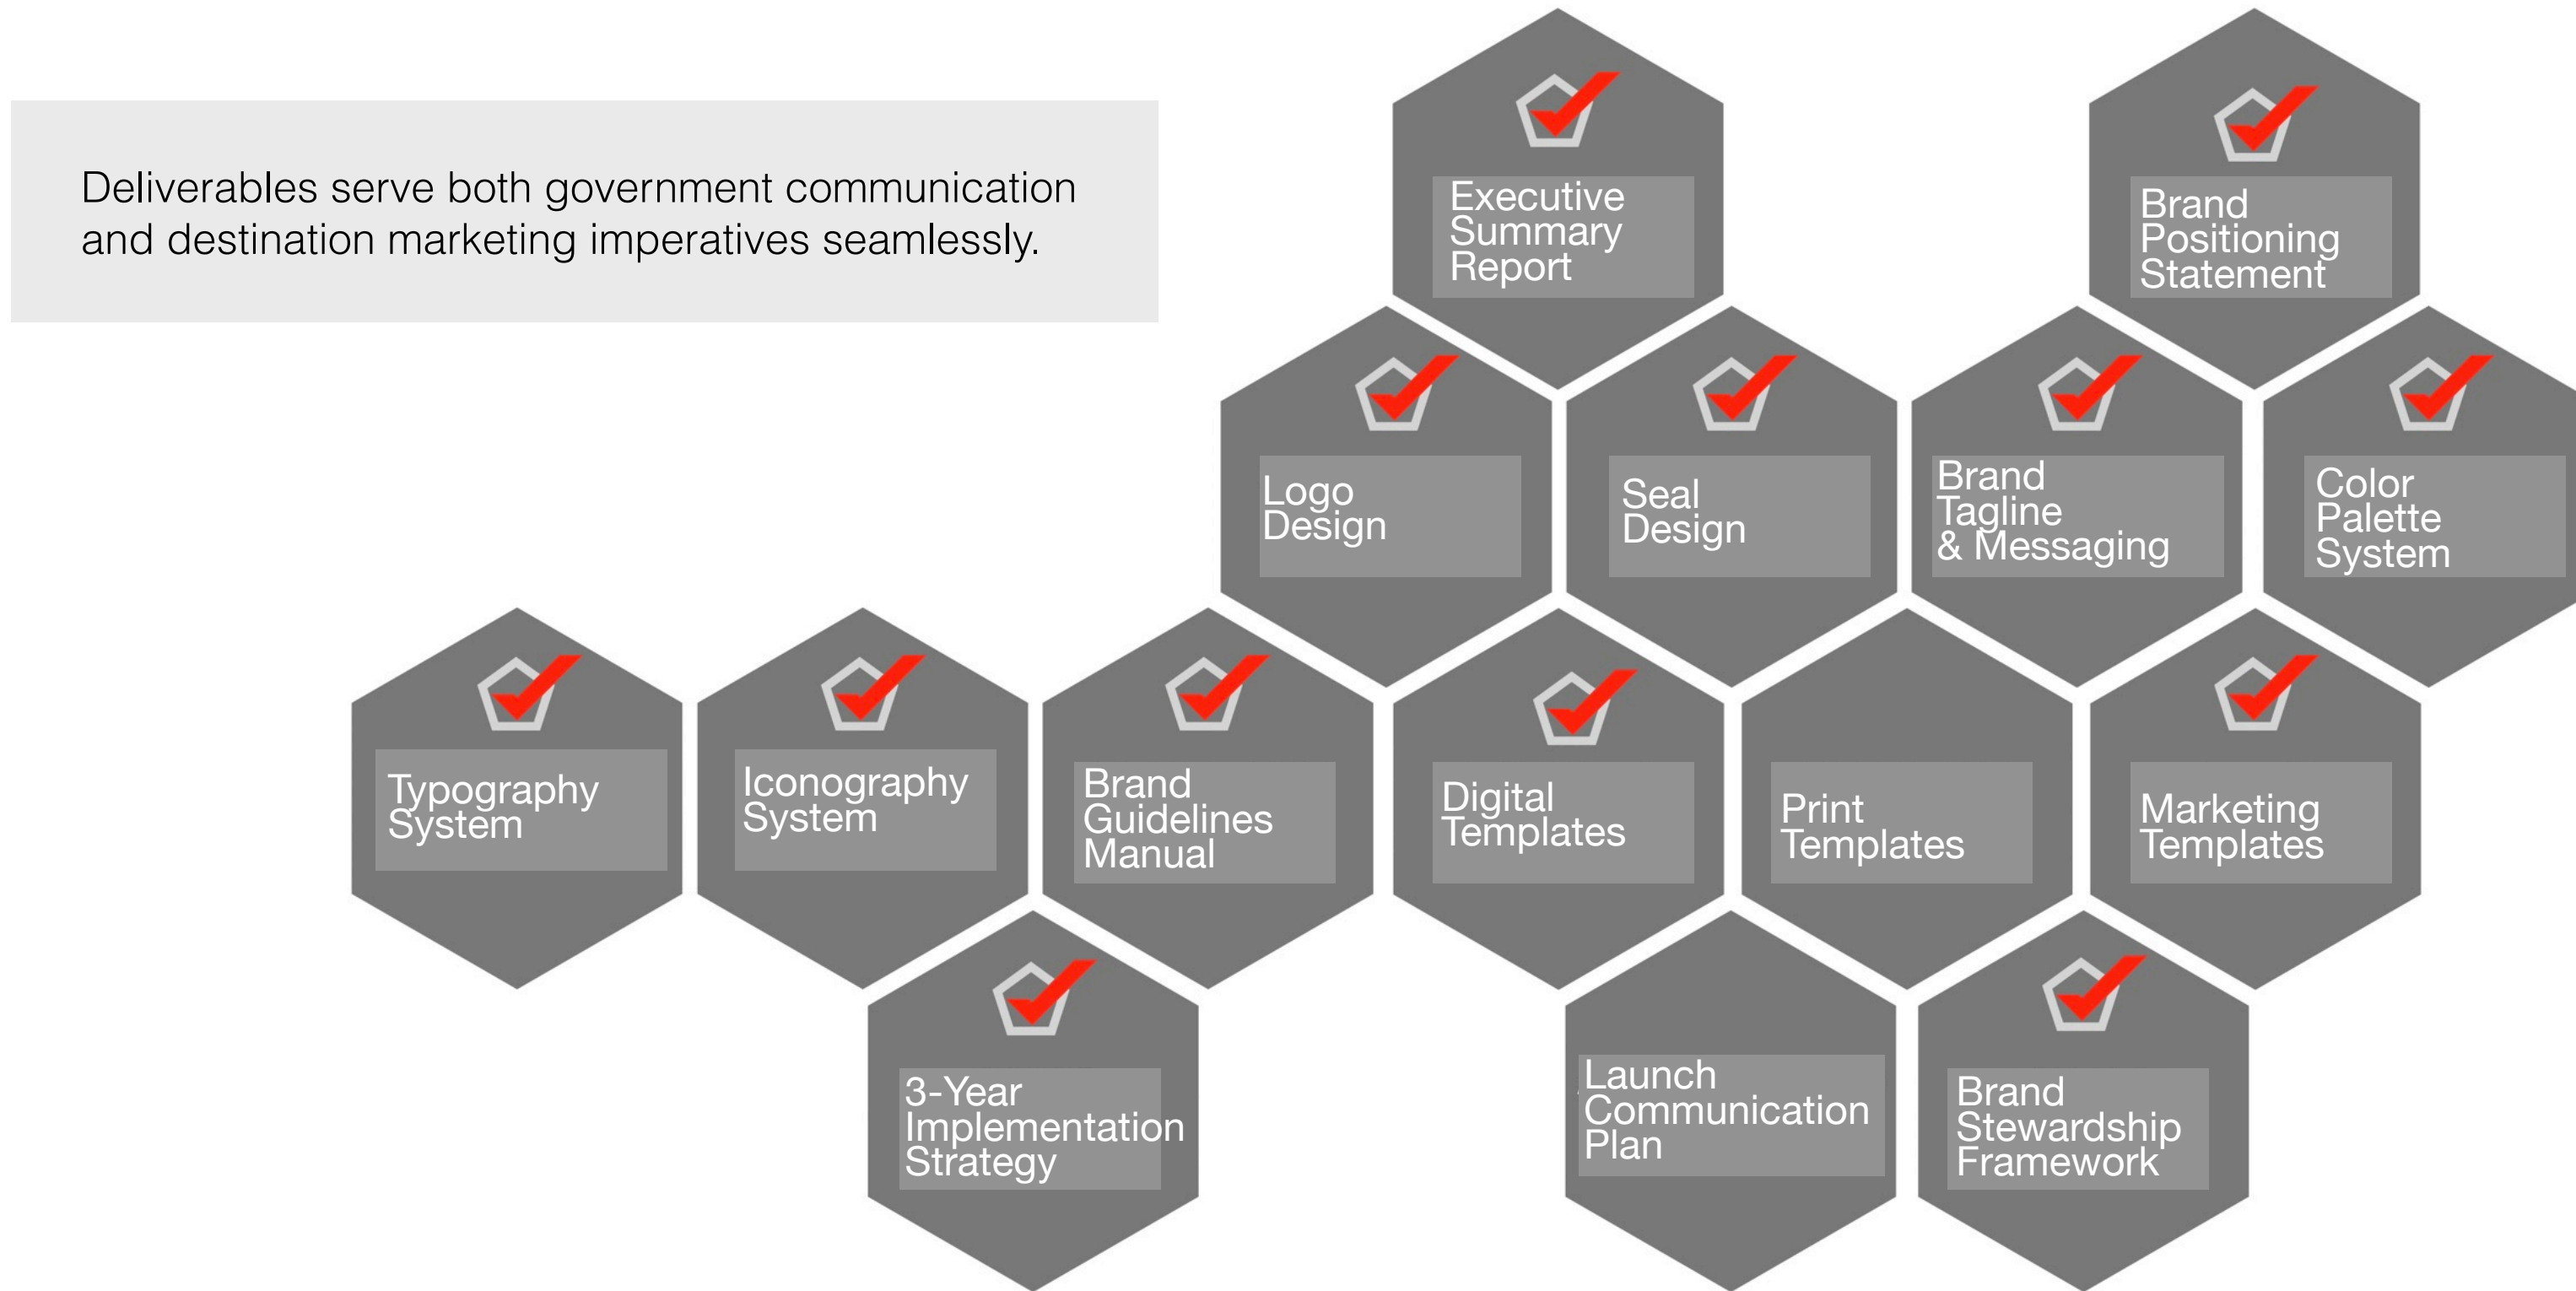 Deliverables serve both government communication
and destination marketing imperatives seamlessly.
Executive
Summary
Report
Brand
Positioning
Statement
Logo
Design
Seal
Design
Brand
Tagline
& Messaging
Color
Palette
System
Typography
System
Iconography
System
Brand
Guidelines
Manual
Digital
Templates
Print
Templates
Marketing
Templates
3-Year
Implementation
Strategy
Launch
Communication
Plan
Brand
Stewardship
Framework